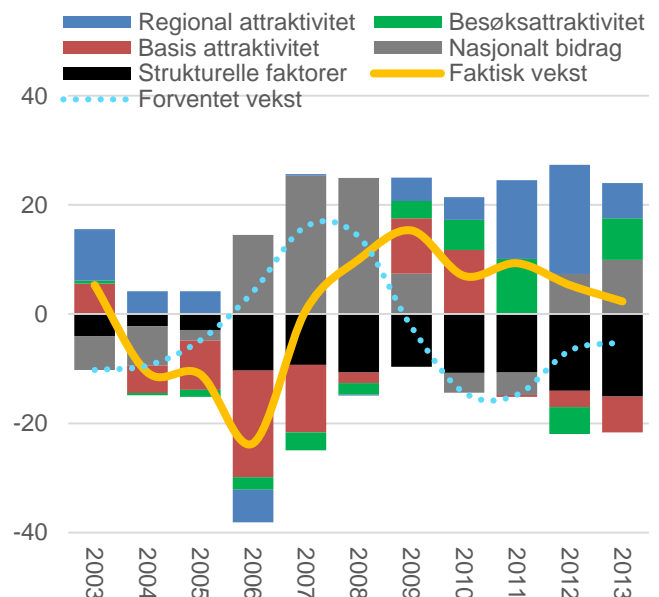 Regional attraktivitet Besøksattraktivitet
Basis attraktivitet Nasjonalt bidrag
Strukturelle faktorer Faktisk vekst
Forventet vekst
40
20
0
-20
-40
2003 2004 2005 2006 2007 2008 2009 2010 2011 2012 2013